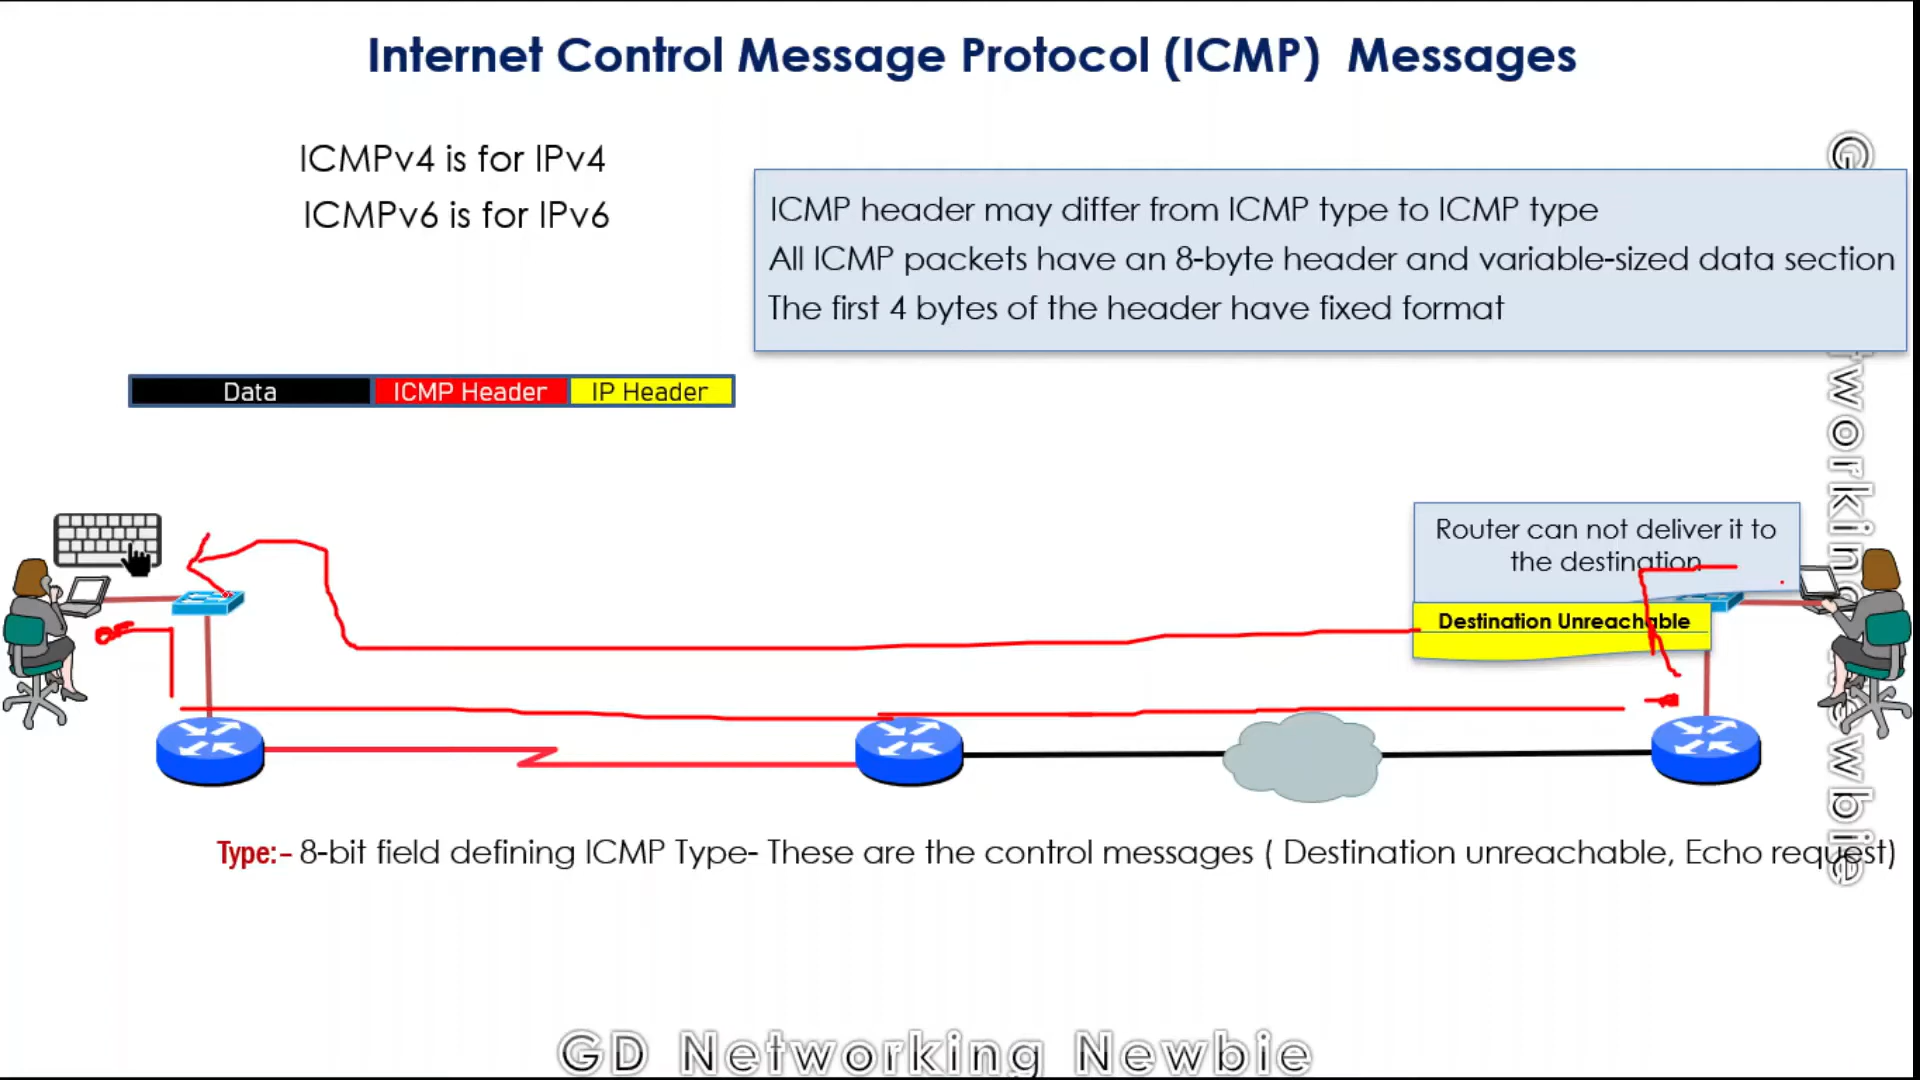 Internet Control Message Protocol (ICMP) Messages
ICMPv4 is for IPv4
ICMPv6 is for IPv6
ICMP header may differ from ICMP type to ICMP type
All ICMP packets have an 8-byte header and variable-sized data section
The first 4 bytes of the header have fixed format
Data ICMP Header IP Header
Router can not deliver it to
the destination
Destination Unreachable
Type:- 8-bit field defining ICMP Type- These are the control messages ( Destination unreachable, Echo request)
GD Networking Newbie